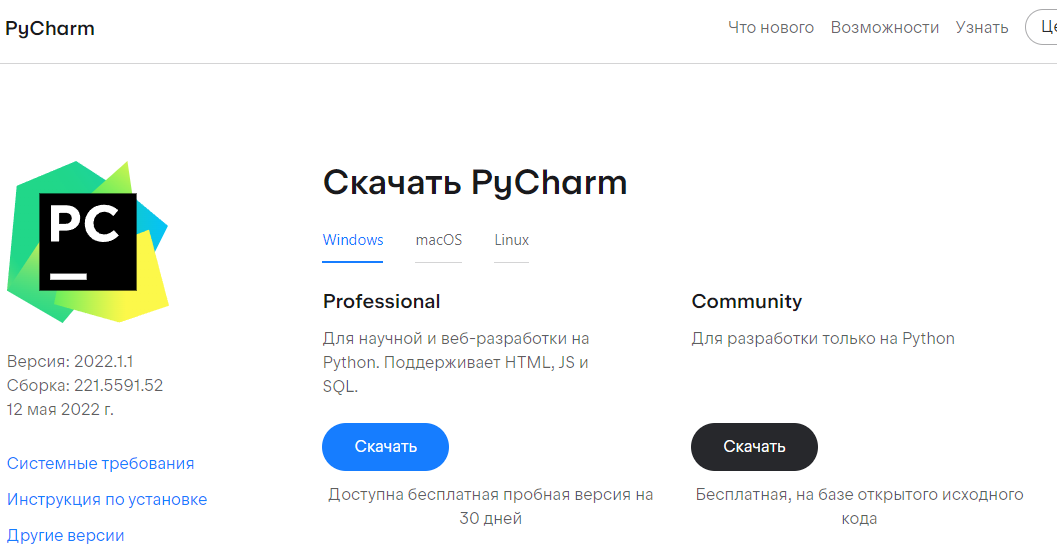 PyCharm
Что нового
Возможности
Узнать
PC
Версия: 2022.1.1
Сборка: 221.5591.52
12 мая 2022 г.
Системные требования
Инструкция по установке
Другие версии
Скачать PyCharm
Windows
macOS
Linux
Professional
Для научной и веб-разработки на
Python. Поддерживает HTML, JS и
SQL.
Скачать
Доступна бесплатная пробная версия на
30 дней
Community
Для разработки только на Python
Скачать
Бесплатная, на базе открытого исходного
кода